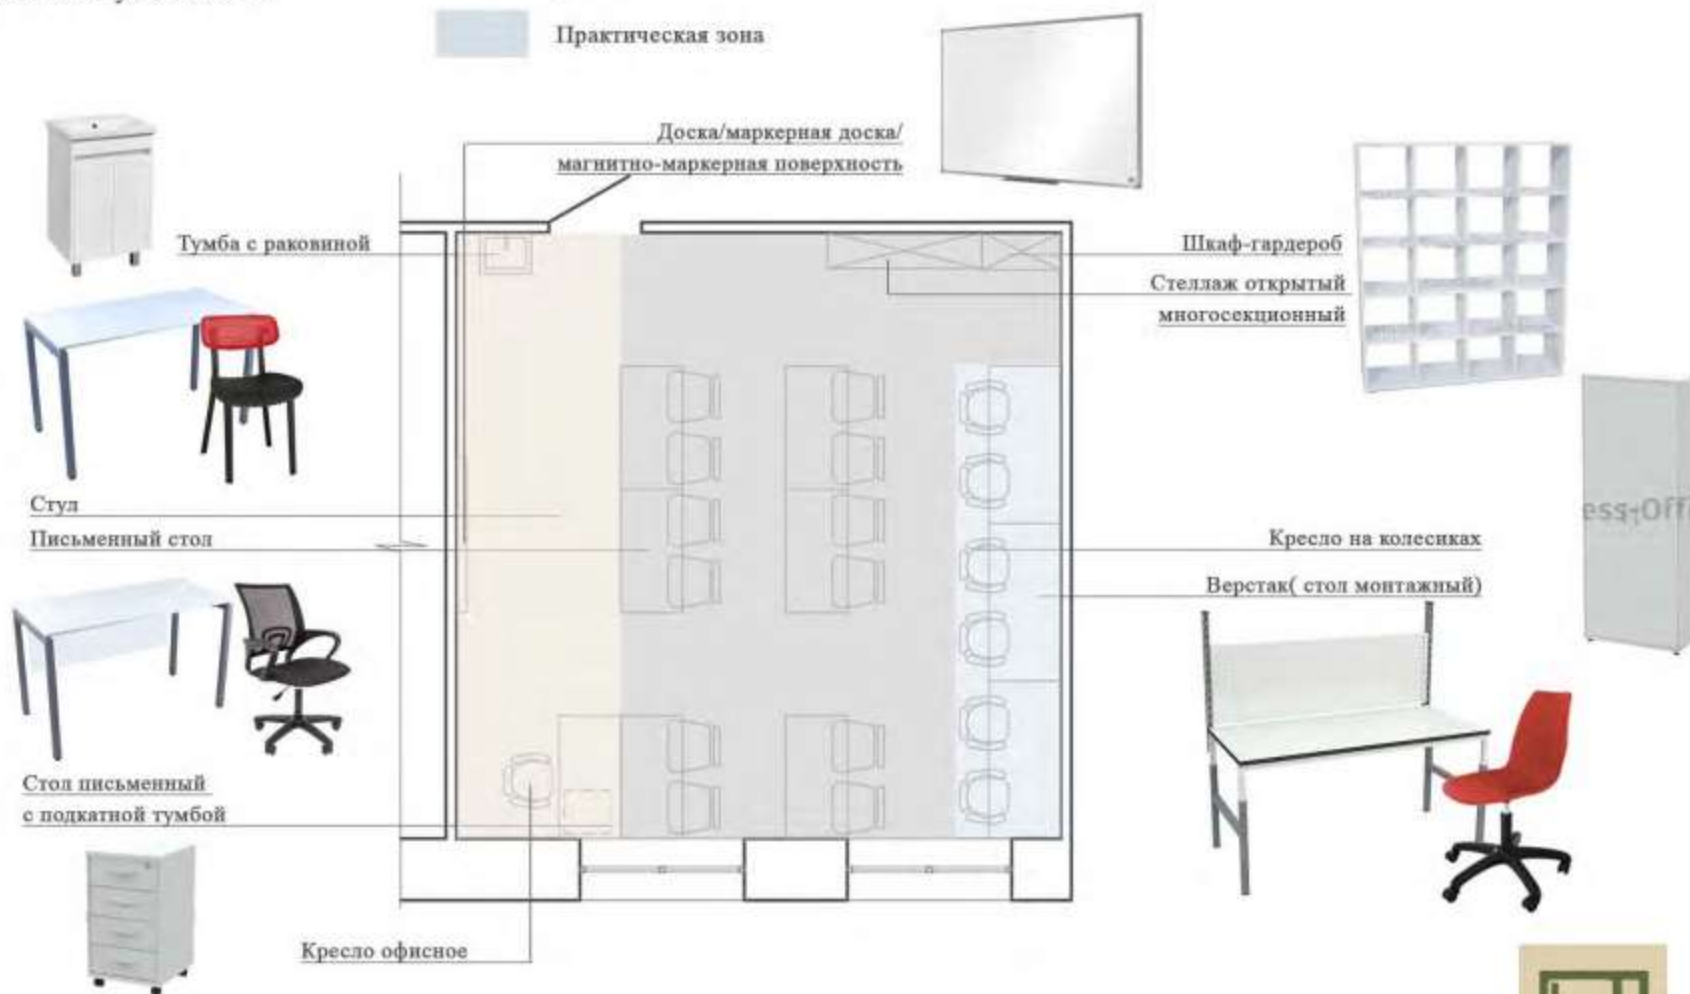 Практическая зона
Доска/маркерная доска/
магнитно-маркерная поверхность
Тумба с раковиной
Шкаф-гардероб
Стеллаж открытый
многосекционный
Стул
Письменный стол
Кресло на колесиках
Верстак( стол монтажный)
Стол письменный
с подкатной тумбой
Кресло офисное